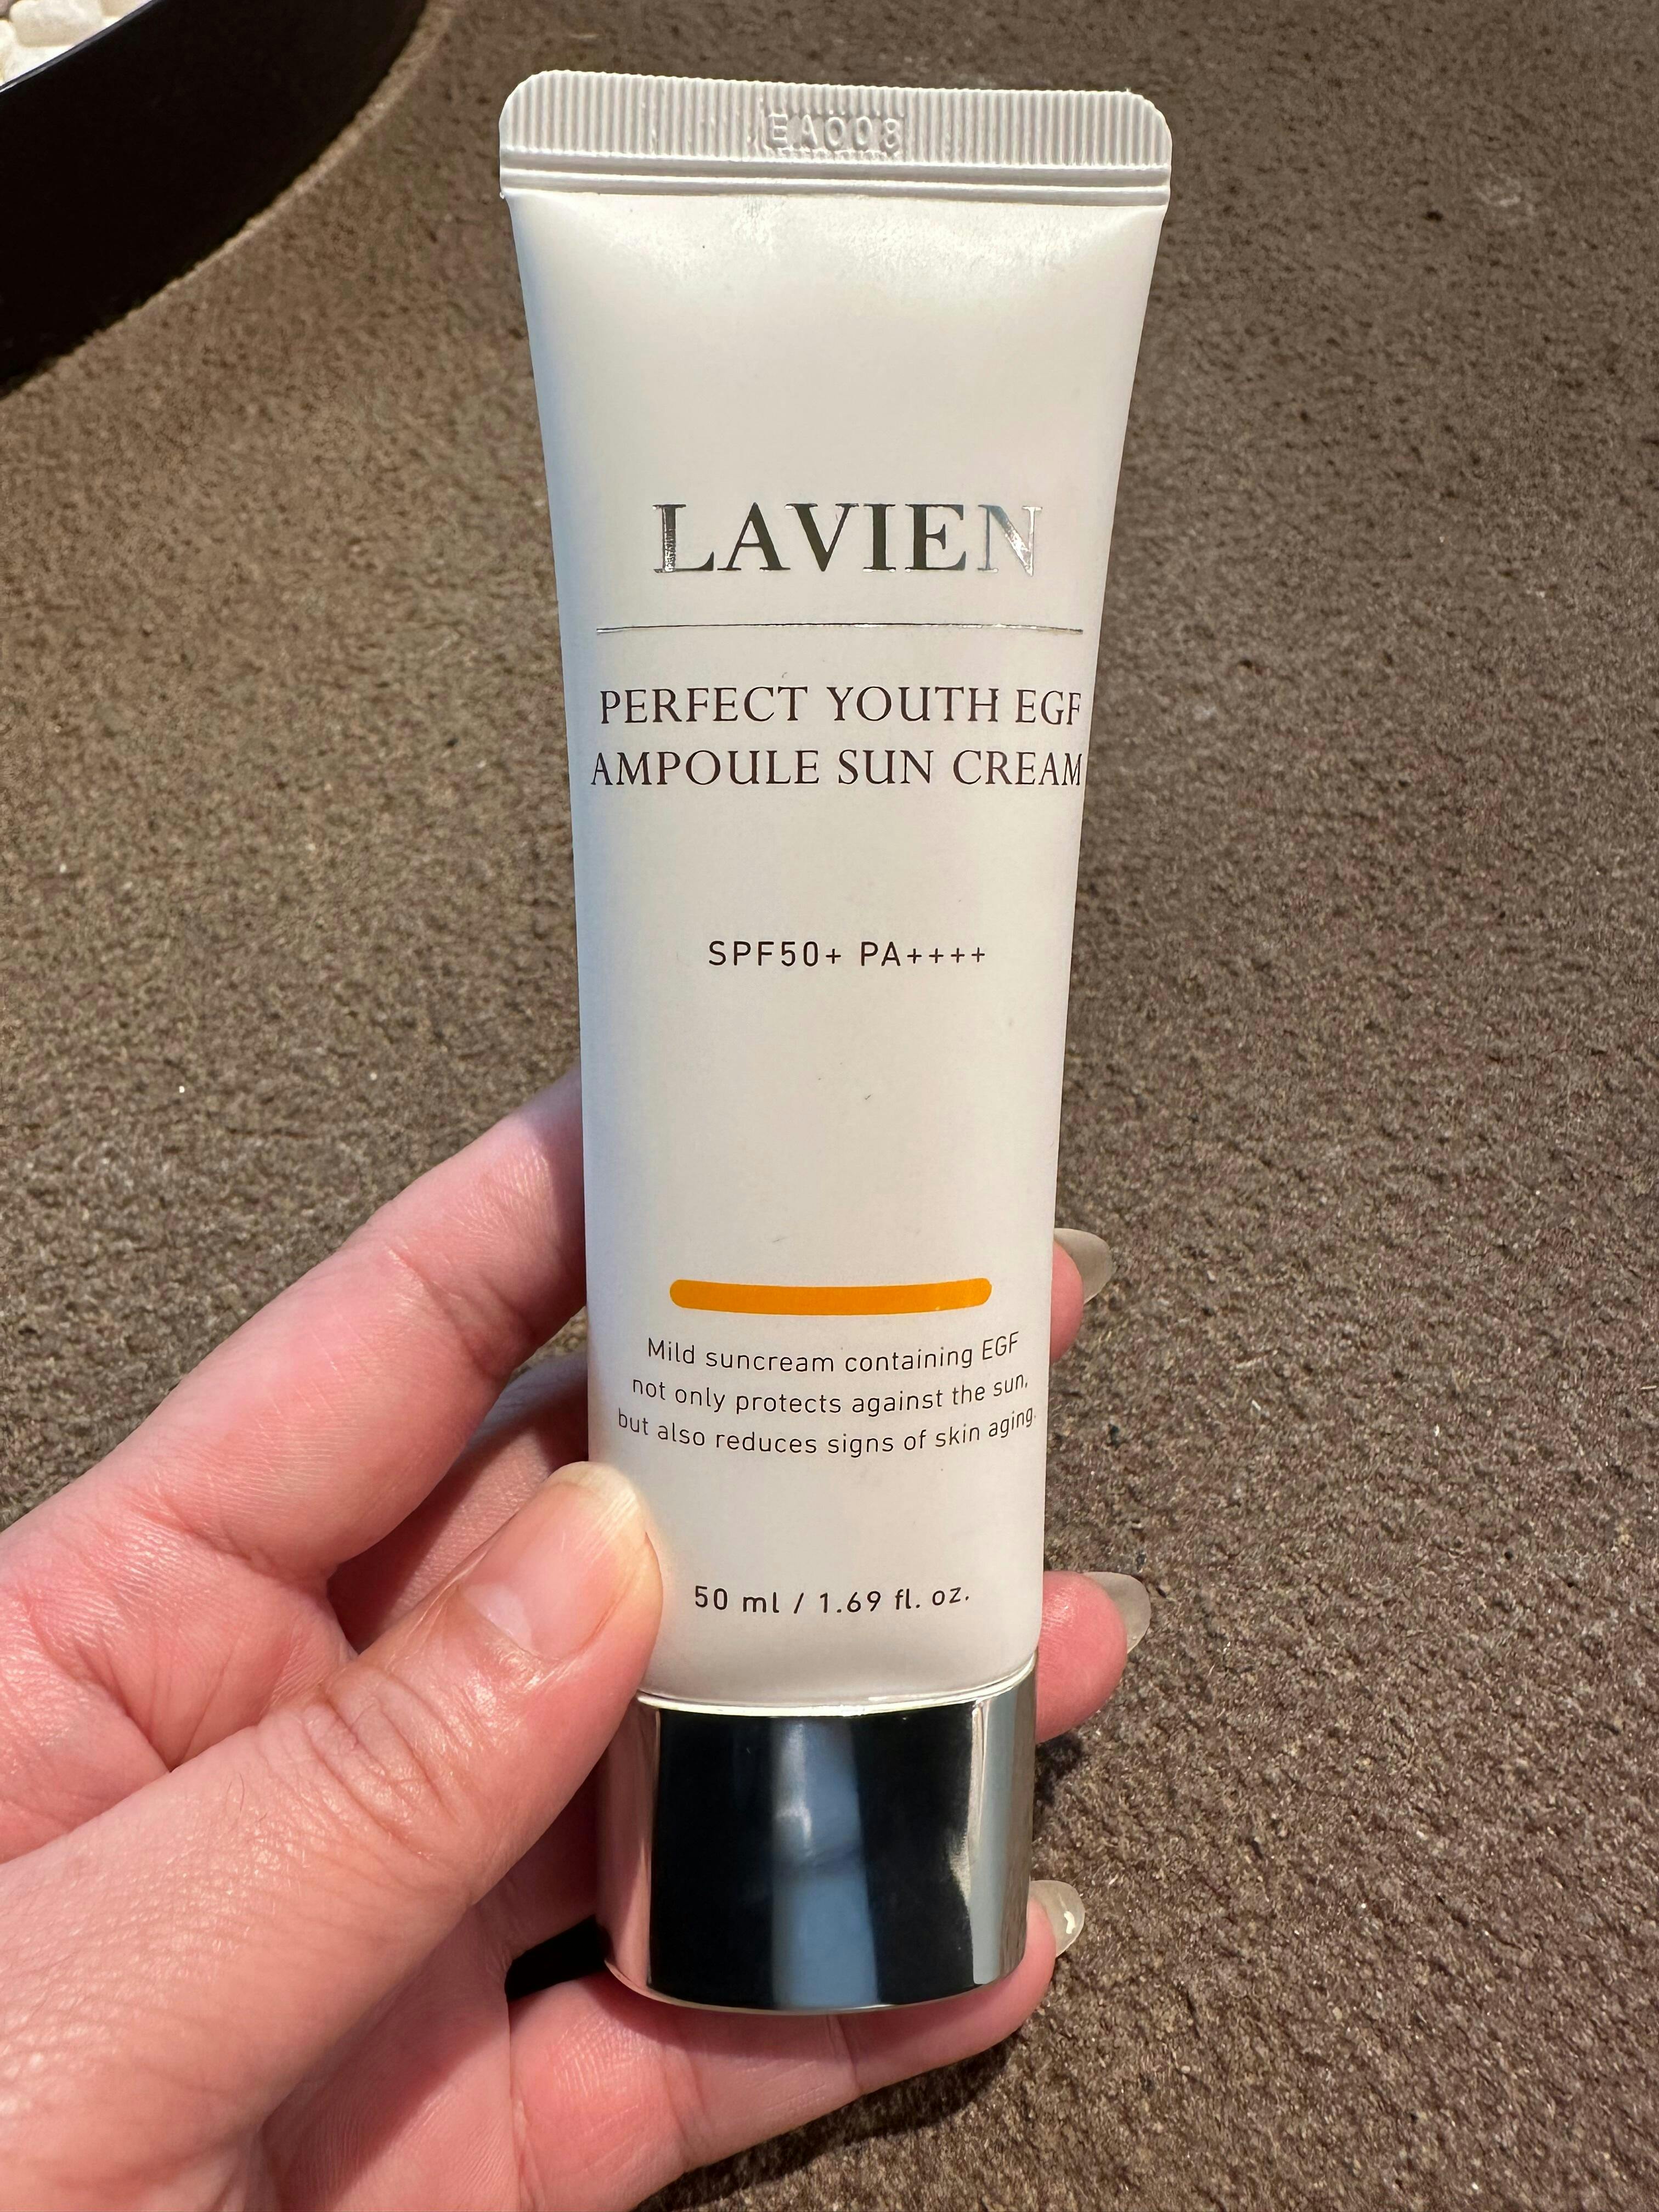 EA008
LAVIEN
PERFECT YOUTH EGF
AMPOULE SUN CREAM
SPF50+ PA++++
Mild suncream containing EGF
not only protects against the sun,
but also reduces signs of skin aging.
50 ml / 1.69 fl. oz.